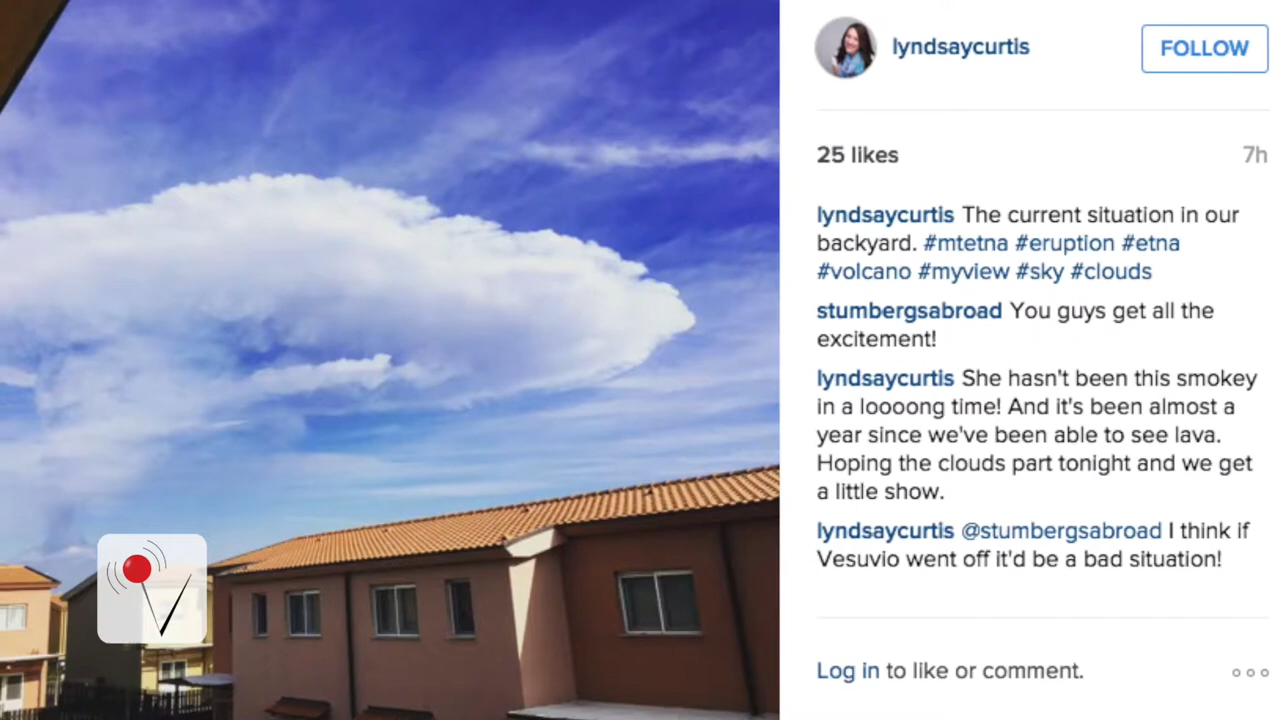 lyndsaycurtis
FOLLOW
25 likes
7h
lyndsaycurtis The current situation in our
backyard. #mtetna #eruption #etna
#volcano #myview #sky #clouds
stumbergsabroad You guys get all the
excitement!
lyndsaycurtis She hasn't been this smokey
in a loooong time! And it's been almost a
year since we've been able to see lava.
Hoping the clouds part tonight and we get
a little show.
lyndsaycurtis @stumbergsabroad I think if
Vesuvio went off it'd be a bad situation!
Log in to like or comment.